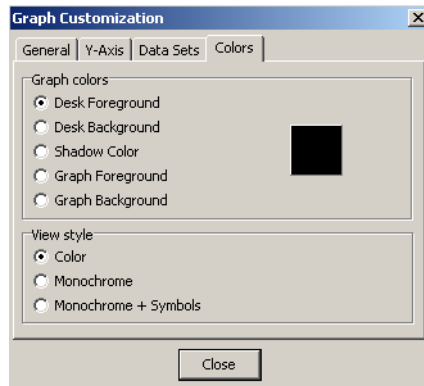 Graph Customization
General Y-Axis Data Sets Colors
Graph colors
Desk Foreground
Desk Background
Shadow Color
Graph Foreground
Graph Background
View style
Color
Monochrome
Monochrome + Symbols
Close